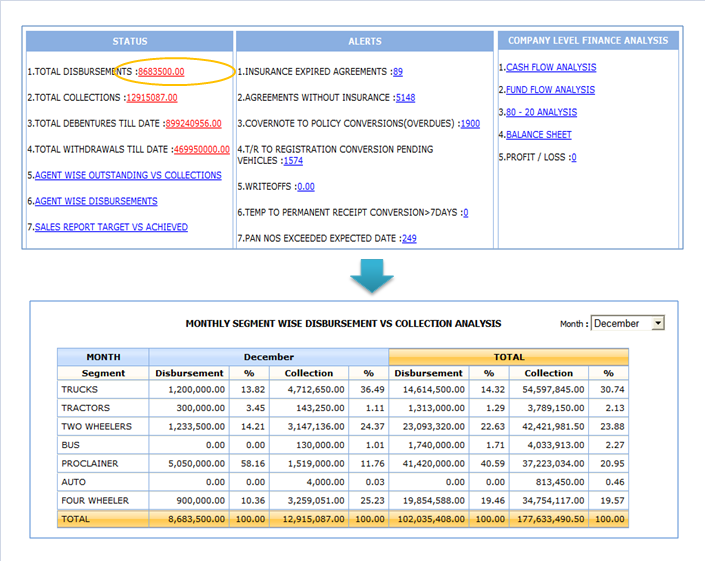 STATUS
1.TOTAL DISBURSEMENTS :8683500.00
2.TOTAL COLLECTIONS :12915087.00
3.TOTAL DEBENTURES TILL DATE :899240956.00
4.TOTAL WITHDRAWALS TILL DATE :469950000.00
5.AGENT WISE OUTSTANDING VS COLLECTIONS
6.AGENT WISE DISBURSEMENTS
7.SALES REPORT TARGET VS ACHIEVED
ALERTS
1.INSURANCE EXPIRED AGREEMENTS :89
2.AGREEMENTS WITHOUT INSURANCE :5148
3.COVERNOTE TO POLICY CONVERSIONS(OVERDUES) :1900
4.T/R TO REGISTRATION CONVERSION PENDING
VEHICLES :1574
5.WRITEOFFS :0.00
6.TEMP TO PERMANENT RECEIPT CONVERSION>7DAYS :0
7.PAN NOS EXCEEDED EXPECTED DATE :249
COMPANY LEVEL FINANCE ANALYSIS
1.CASH FLOW ANALYSIS
2.FUND FLOW ANALYSIS
3.80 - 20 ANALYSIS
4.BALANCE SHEET
5.PROFIT / LOSS :0
MONTHLY SEGMENT WISE DISBURSEMENT VS COLLECTION ANALYSIS
Month : December
MONTH December TOTAL
Segment Disbursement % Collection % Disbursement % Collection %
TRUCKS 1,200,000.00 13.82 4,712,650.00 36.49 14,614,500.00 14.32 54,597,845.00 30.74
TRACTORS 300,000.00 3.45 143,250.00 1.11 1,313,000.00 1.29 3,789,150.00 2.13
TWO WHEELERS 1,233,500.00 14.21 3,147,136.00 24.37 23,093,320.00 22.63 42,421,981.50 23.88
BUS 0.00 0.00 130,000.00 1.01 1,740,000.00 1.71 4,033,913.00 2.27
PROCLAINER 5,050,000.00 58.16 1,519,000.00 11.76 41,420,000.00 40.59 37,223,034.00 20.95
AUTO 0.00 0.00 4,000.00 0.03 0.00 0.00 813,450.00 0.46
FOUR WHEELER 900,000.00 10.36 3,259,051.00 25.23 19,854,588.00 19.46 34,754,117.00 19.57
TOTAL 8,683,500.00 100.00 12,915,087.00 100.00 102,035,408.00 100.00 177,633,490.50 100.00